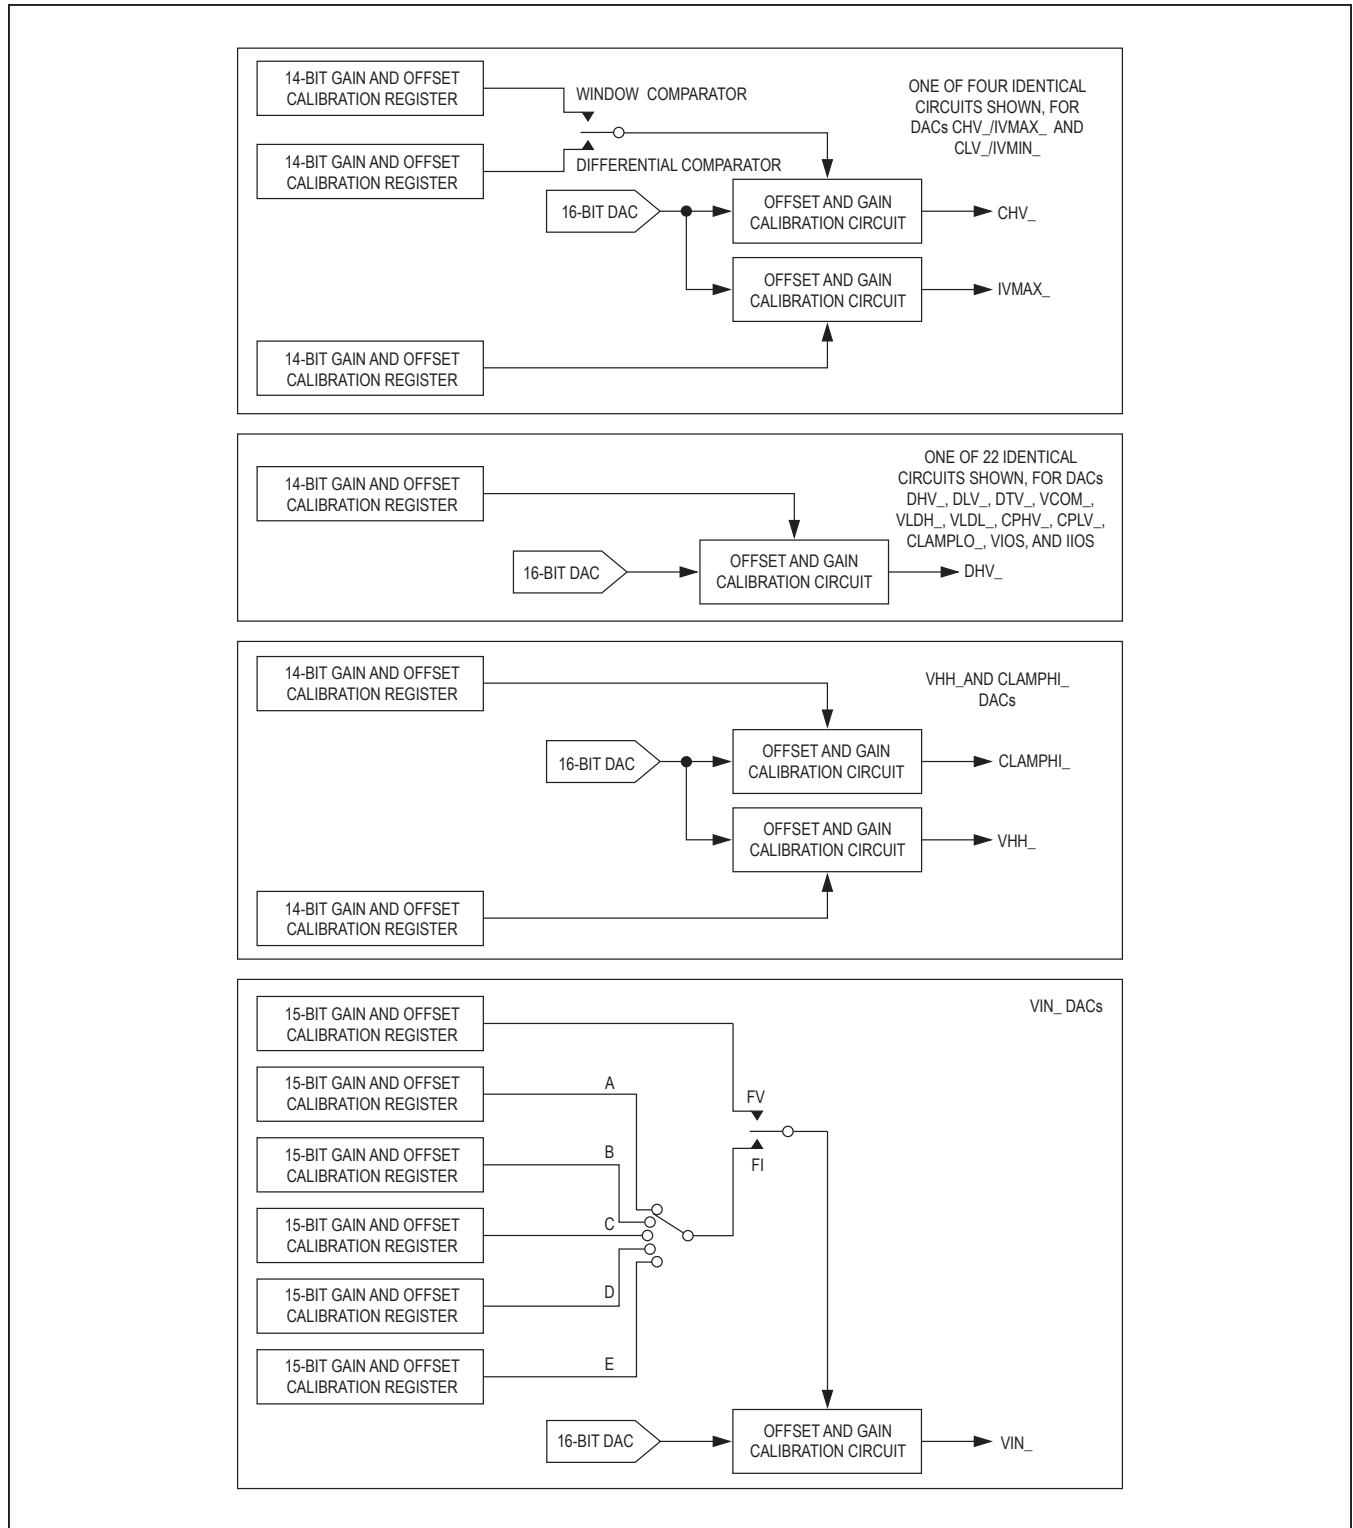 14-BIT GAIN AND OFFSET
CALIBRATION REGISTER
WINDOW COMPARATOR
ONE OF FOUR IDENTICAL
CIRCUITS SHOWN, FOR
DACs CHV_/IVMAX_ AND
CLV_/IVMIN_
14-BIT GAIN AND OFFSET
CALIBRATION REGISTER
DIFFERENTIAL COMPARATOR
16-BIT DAC
OFFSET AND GAIN
CALIBRATION CIRCUIT
CHV_
OFFSET AND GAIN
CALIBRATION CIRCUIT
IVMAX_
14-BIT GAIN AND OFFSET
CALIBRATION REGISTER
14-BIT GAIN AND OFFSET
CALIBRATION REGISTER
ONE OF 22 IDENTICAL
CIRCUITS SHOWN, FOR DACs
DHV_, DLV_, DTV_, VCOM_,
VLDH_, VLDL_, CPHV_, CPLV_,
CLAMPLO_, VIOS, AND IIOS
16-BIT DAC
OFFSET AND GAIN
CALIBRATION CIRCUIT
DHV_
14-BIT GAIN AND OFFSET
CALIBRATION REGISTER
VHH_AND CLAMPHI_
DACs
16-BIT DAC
OFFSET AND GAIN
CALIBRATION CIRCUIT
CLAMPHI_
OFFSET AND GAIN
CALIBRATION CIRCUIT
VHH_
14-BIT GAIN AND OFFSET
CALIBRATION REGISTER
15-BIT GAIN AND OFFSET
CALIBRATION REGISTER
VIN_ DACs
15-BIT GAIN AND OFFSET
CALIBRATION REGISTER
A
FV
15-BIT GAIN AND OFFSET
CALIBRATION REGISTER
B
FI
15-BIT GAIN AND OFFSET
CALIBRATION REGISTER
C
15-BIT GAIN AND OFFSET
CALIBRATION REGISTER
D
15-BIT GAIN AND OFFSET
CALIBRATION REGISTER
E
16-BIT DAC
OFFSET AND GAIN
CALIBRATION CIRCUIT
VIN_